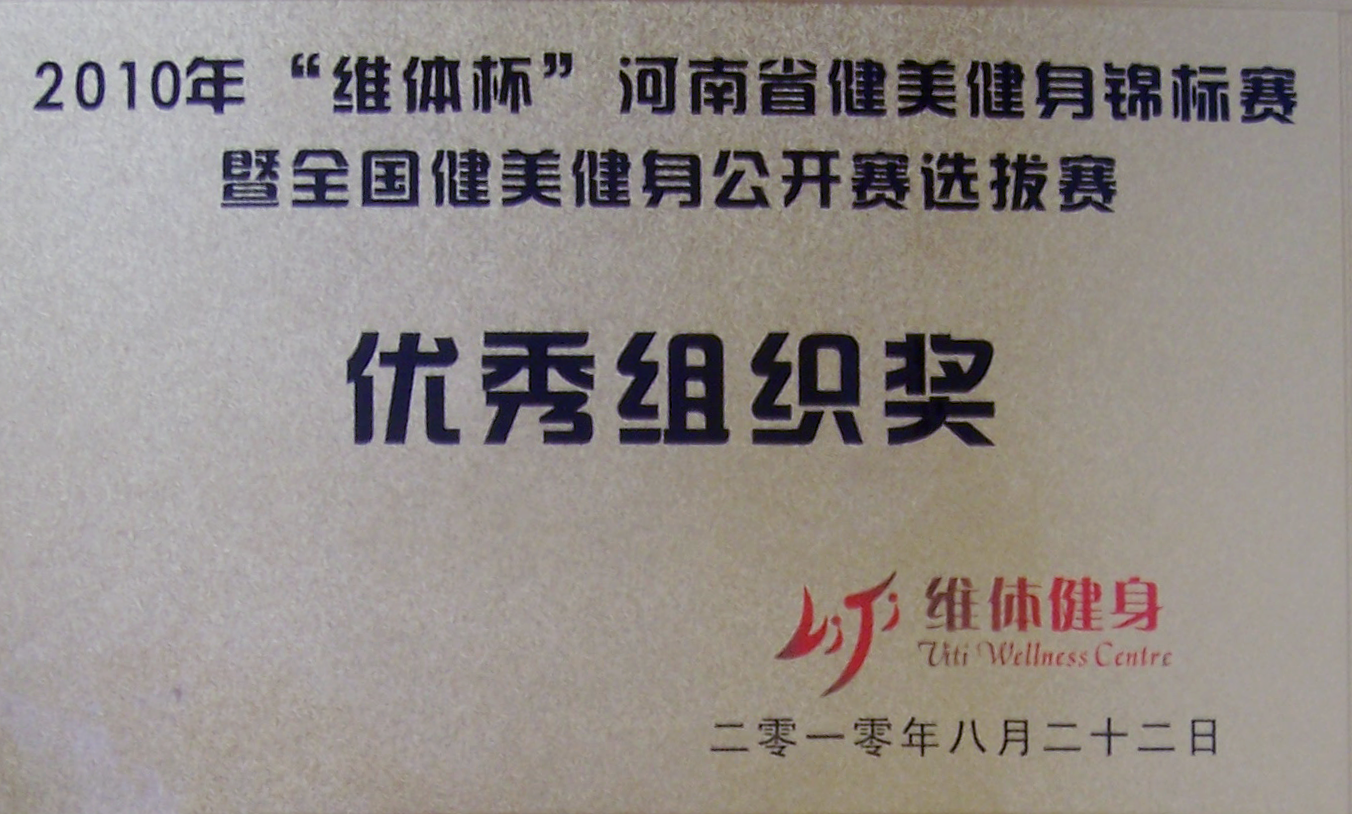 2010年“维体杯”河南省健美健身锦标赛
暨全国健美健身公开赛选拔赛
优秀组织奖
ViTi
维体健身
Viti Wellness Centre
二零一零年八月二十二日